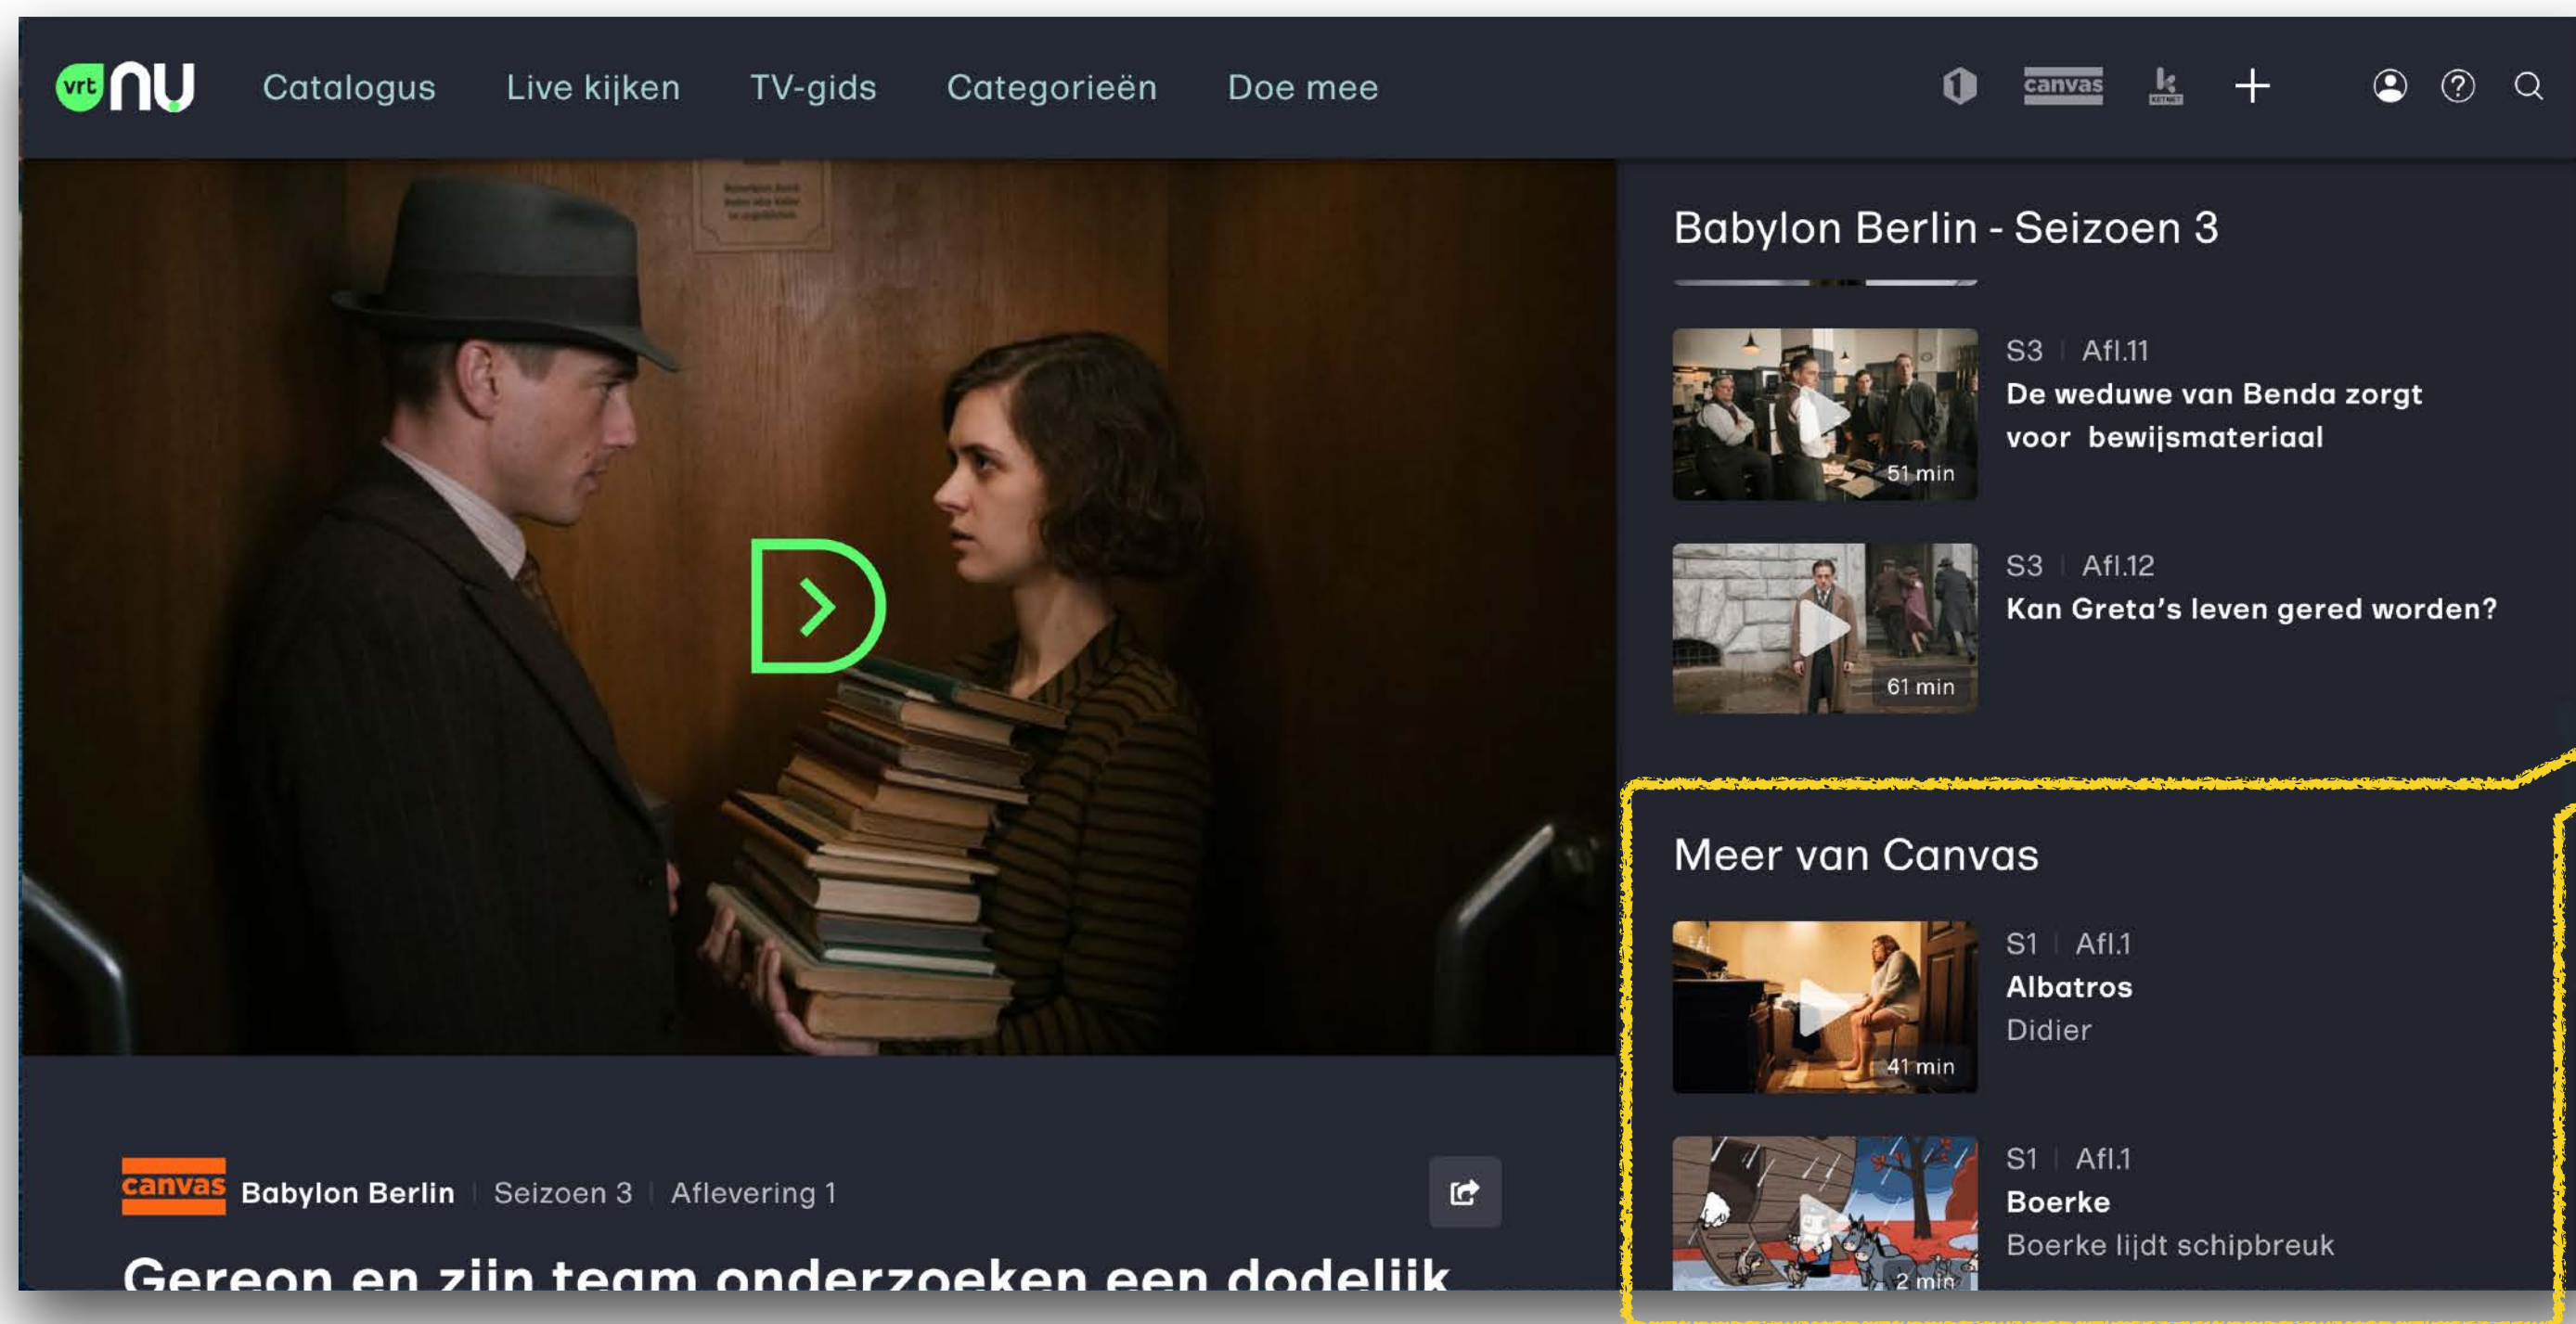 vrt nu
Catalogus
Live kijken
TV-gids
Categorieën
Doe mee
1
canvas
k
KETNET
Babylon Berlin - Seizoen 3
S3 | Afl.11
De weduwe van Benda zorgt
voor bewijsmateriaal
51 min
S3 | Afl.12
Kan Greta's leven gered worden?
61 min
Meer van Canvas
S1 | Afl.1
Albatros
Didier
41 min
S1 | Afl.1
Boerke
Boerke lijdt schipbreuk
2 min
canvas Babylon Berlin | Seizoen 3 | Aflevering 1
Gereon en zijn team onderzoeken een dodelijk